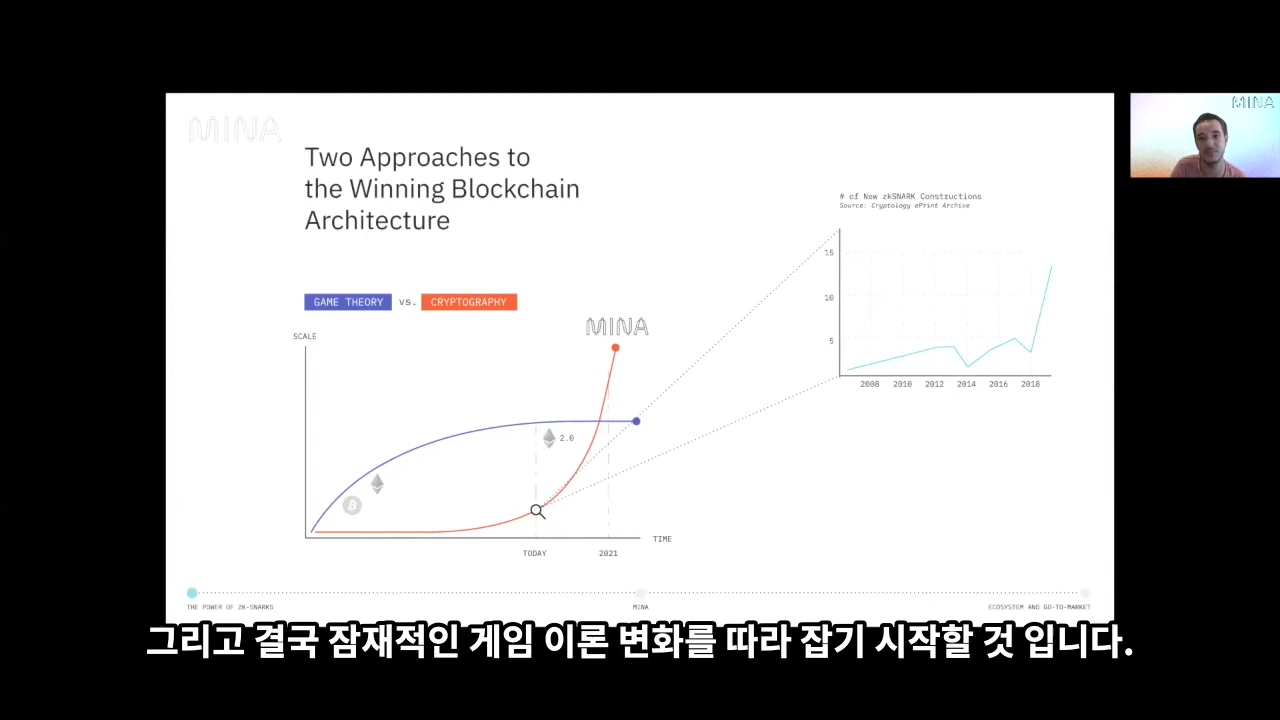 MINA
MINA
Two Approaches to
the Winning Blockchain
Architecture
# of New zkSNARK Constructions
Source: Cryptology ePrint Archive
15
10
5
2008 2010 2012 2014 2016 2018
GAME THEORY vs. CRYPTOGRAPHY
MINA
SCALE
2.0
TIME
TODAY 2021
THE POWER OF ZK-SNARKS MINA ECOSYSTEM AND GO-TO-MARKET
그리고 결국 잠재적인 게임 이론 변화를 따라 잡기 시작할 것 입니다.